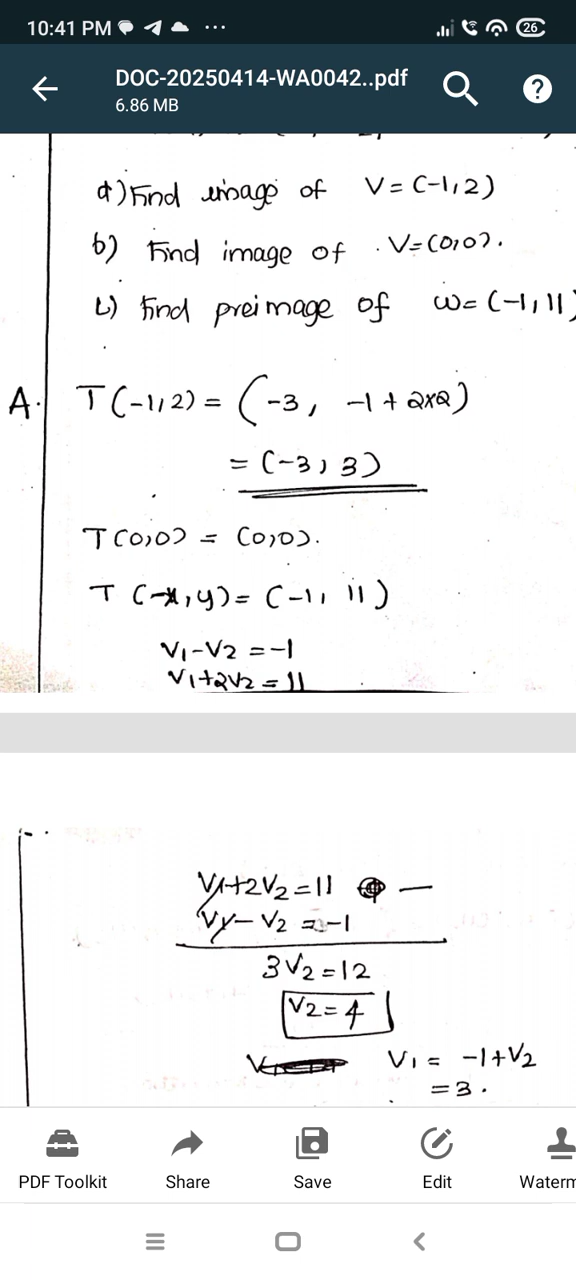 10:41 PM ... 26
DOC-20250414-WA0042..pdf
6.86 MB
a) Find image of V=(-1,2)
b) Find image of V=(0,0).
c) find preimage of w=(-1,11)
A. T(-1,2) = (-3, -1+2x2)
= (-3,3)
T(0,0) = (0,0).
T(x,y) = (-1, 11)
V1-V2 = -1
V1+2V2 = 11
V1+2V2=11 —
V1-V2 = -1
3V2=12
V2=4
V1 = -1+V2
=3.
PDF Toolkit Share Save Edit Waterm